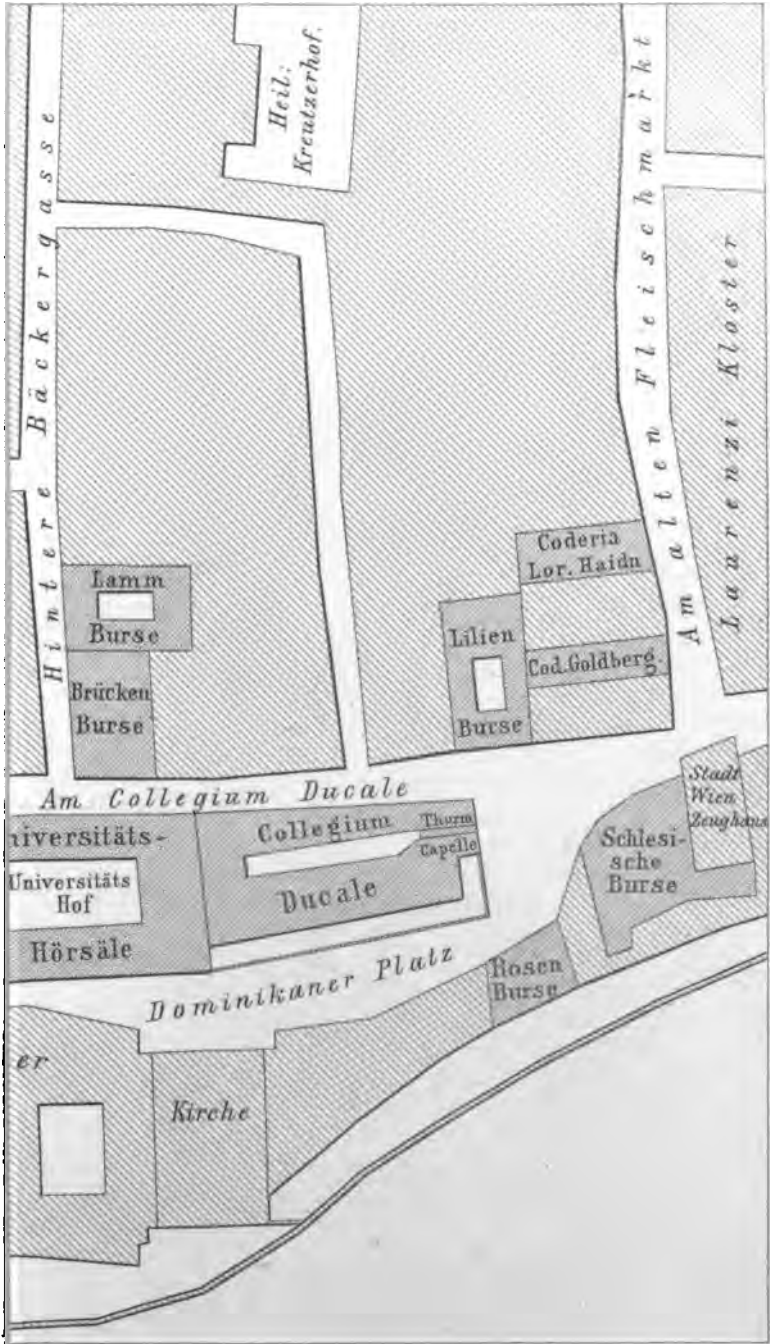 Heil:
Kreutzerhof.
Hintere Bäckergasse
Am alten Fleischmarkt
Laurenzi Kloster
Coderia
Lor. Haidn
Lamm
Burse
Lilien
Burse
Cod. Goldberg.
Brücken
Burse
Am Collegium Ducale
Stadt
Wien
Zeughaus
niversitäts-
Collegium
Thurm
Capelle
Schlesi-
sche
Burse
Universitäts
Hof
Ducale
Hörsäle
Dominikaner Platz
Rosen
Burse
er
Kirche